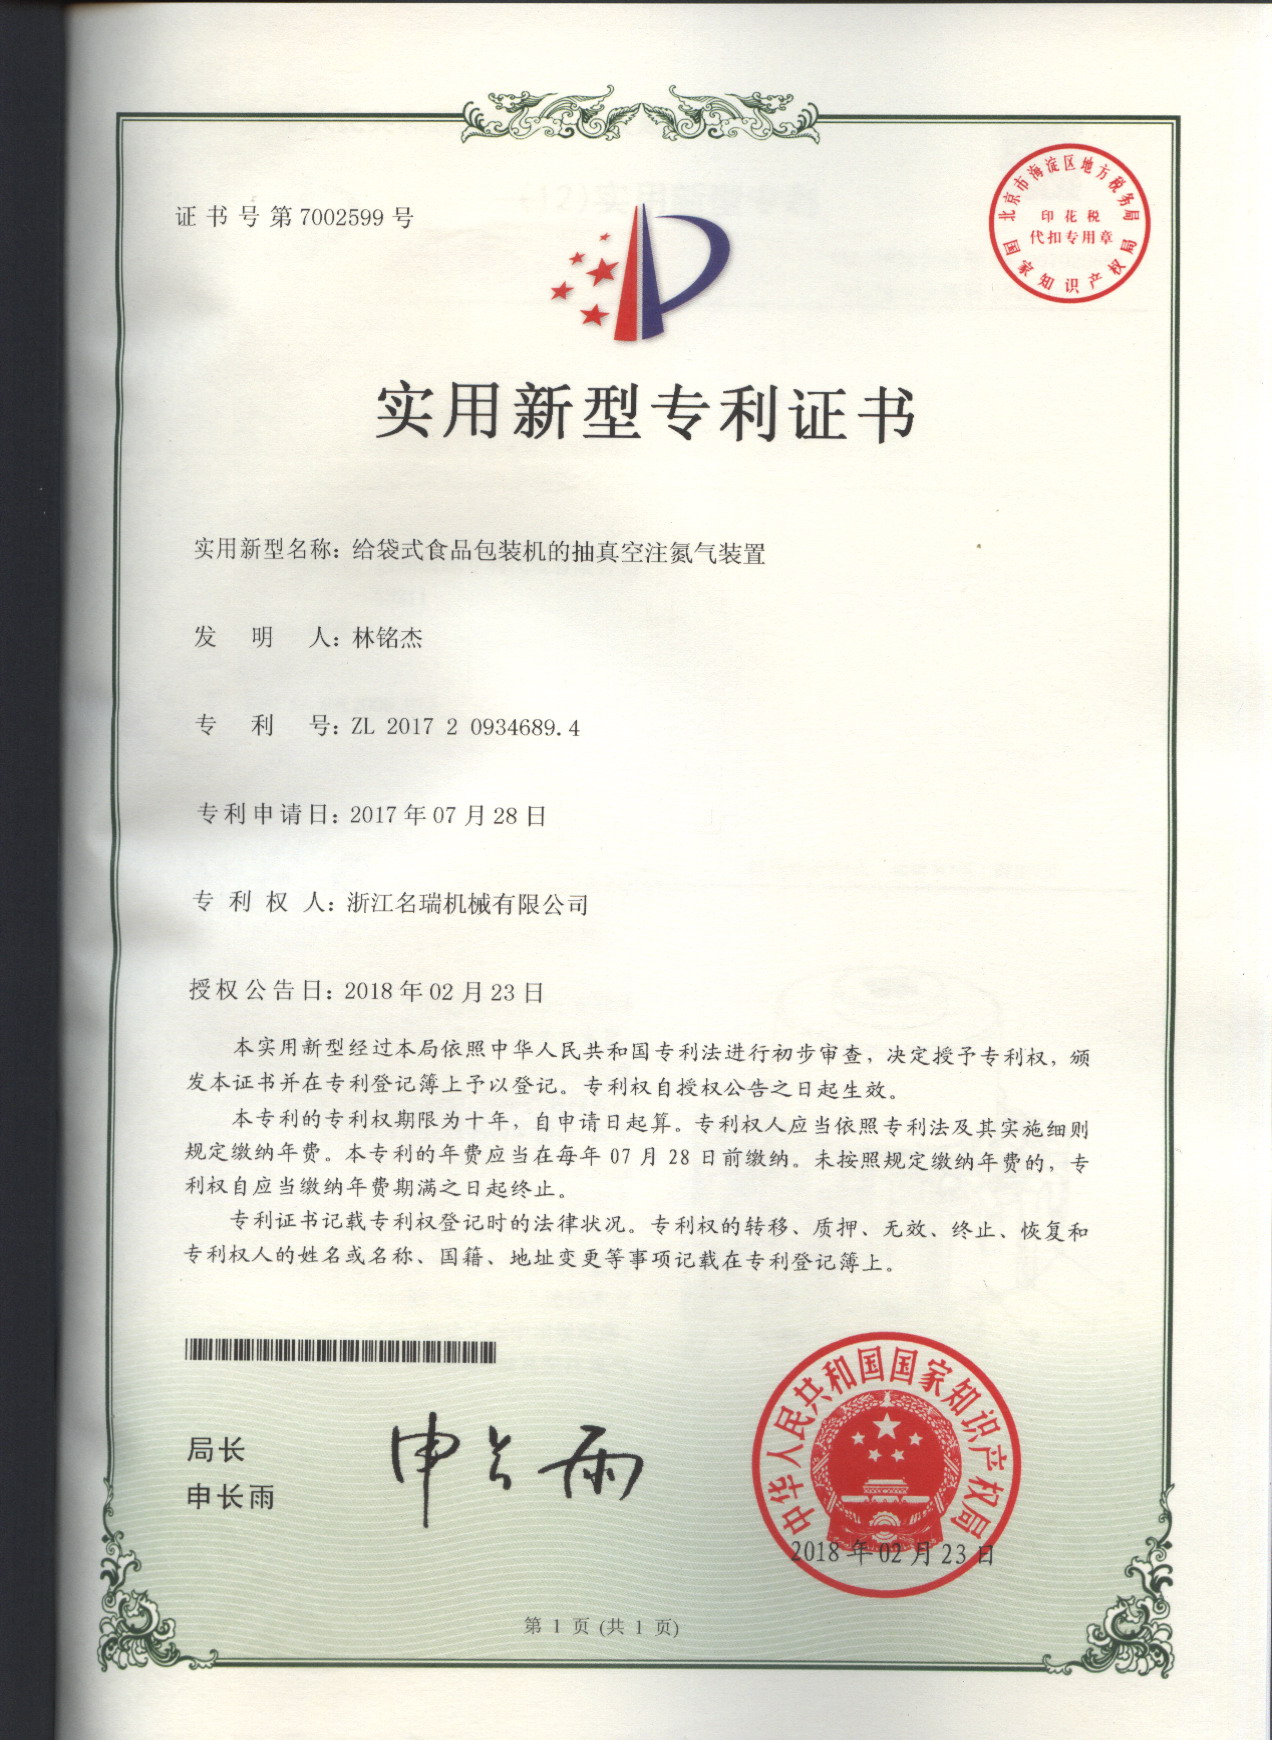 证书号第7002599号
北京市海淀区地方税务局
印花税
代扣专用章
国家知识产权局
实用新型专利证书
实用新型名称：给袋式食品包装机的抽真空注氮气装置
发明人：林铭杰
专利号：ZL 2017 2 0934689.4
专利申请日：2017年07月28日
专利权人：浙江名瑞机械有限公司
授权公告日：2018年02月23日
本实用新型经过本局依照中华人民共和国专利法进行初步审查，决定授予专利权，颁
发本证书并在专利登记簿上予以登记。专利权自授权公告之日起生效。
本专利的专利权期限为十年，自申请日起算。专利权人应当依照专利法及其实施细则
规定缴纳年费。本专利的年费应当在每年07月28日前缴纳。未按照规定缴纳年费的，专
利权自应当缴纳年费期满之日起终止。
专利证书记载专利权登记时的法律状况。专利权的转移、质押、无效、终止、恢复和
专利权人的姓名或名称、国籍、地址变更等事项记载在专利登记簿上。
局长
申长雨
申长雨
中华人民共和国国家知识产权局
2018年02月23日
第 1 页 (共 1 页)